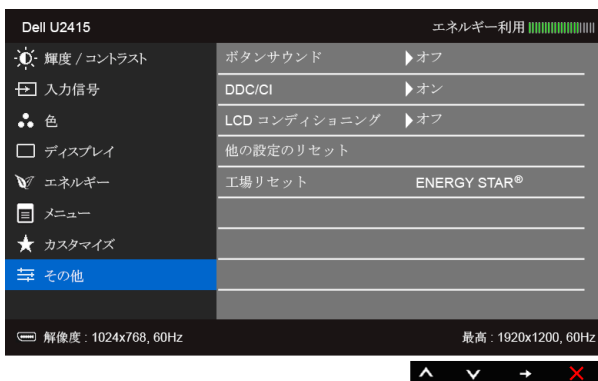 Dell U2415 エネルギー利用
輝度 / コントラスト ボタンサウンド オフ
入力信号 DDC/CI オン
色 LCD コンディショニング オフ
ディスプレイ 他の設定のリセット
エネルギー 工場リセット ENERGY STAR®
メニュー
カスタマイズ
その他
解像度 : 1024x768, 60Hz 最高 : 1920x1200, 60Hz